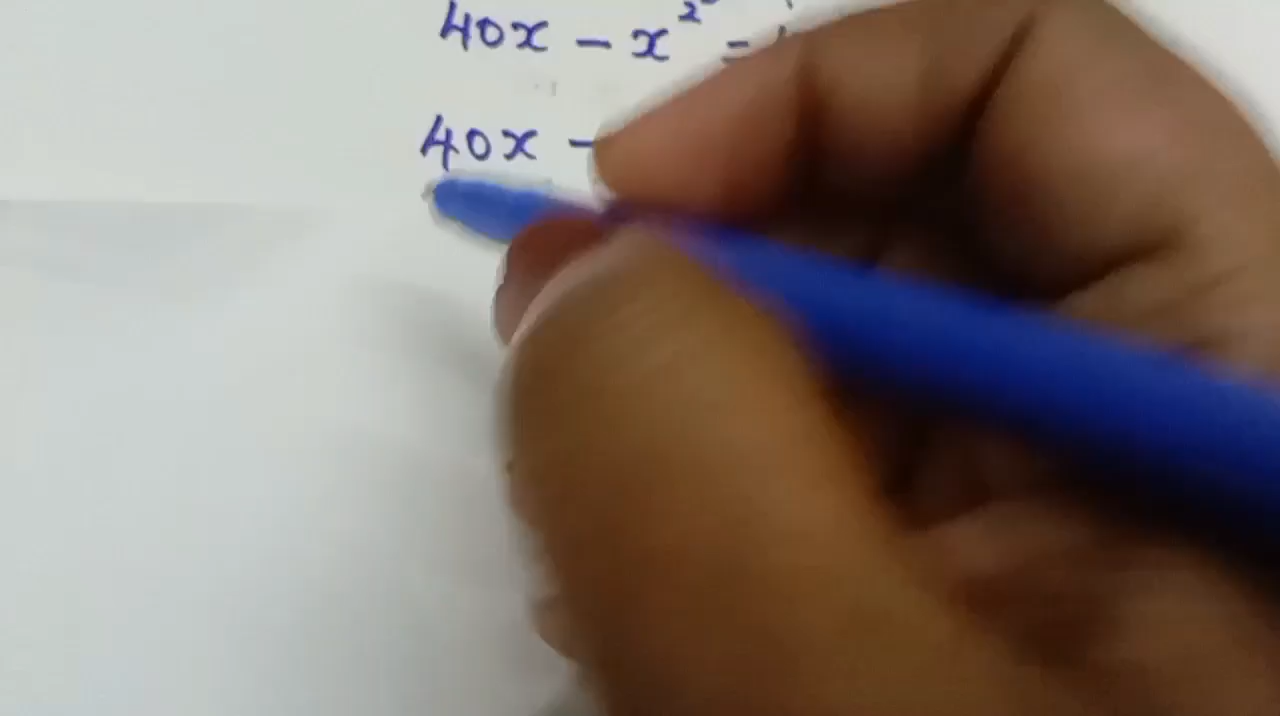 40x - x² =
40x -